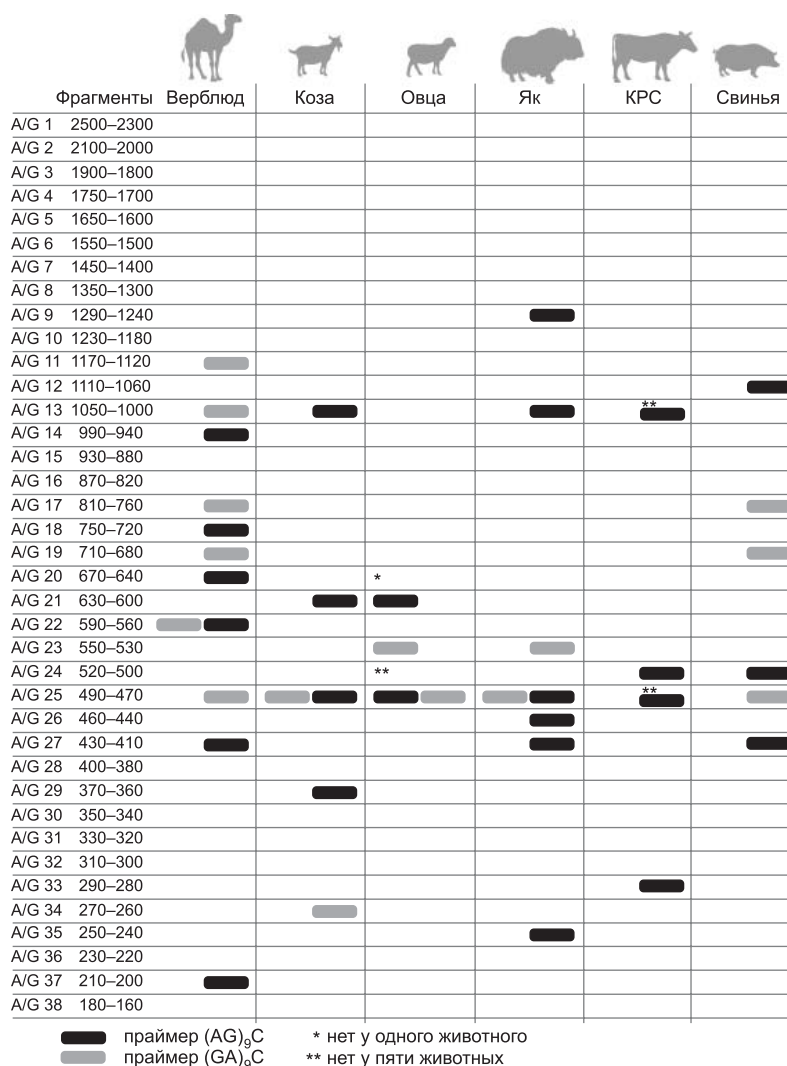 Фрагменты Верблюд Коза Овца Як КРС Свинья
A/G 1 2500–2300
A/G 2 2100–2000
A/G 3 1900–1800
A/G 4 1750–1700
A/G 5 1650–1600
A/G 6 1550–1500
A/G 7 1450–1400
A/G 8 1350–1300
A/G 9 1290–1240
A/G 10 1230–1180
A/G 11 1170–1120
A/G 12 1110–1060
A/G 13 1050–1000 **
A/G 14 990–940
A/G 15 930–880
A/G 16 870–820
A/G 17 810–760
A/G 18 750–720
A/G 19 710–680
A/G 20 670–640 *
A/G 21 630–600
A/G 22 590–560
A/G 23 550–530
A/G 24 520–500 **
A/G 25 490–470 **
A/G 26 460–440
A/G 27 430–410
A/G 28 400–380
A/G 29 370–360
A/G 30 350–340
A/G 31 330–320
A/G 32 310–300
A/G 33 290–280
A/G 34 270–260
A/G 35 250–240
A/G 36 230–220
A/G 37 210–200
A/G 38 180–160
праймер (AG)₉C * нет у одного животного
праймер (GA)₉C ** нет у пяти животных